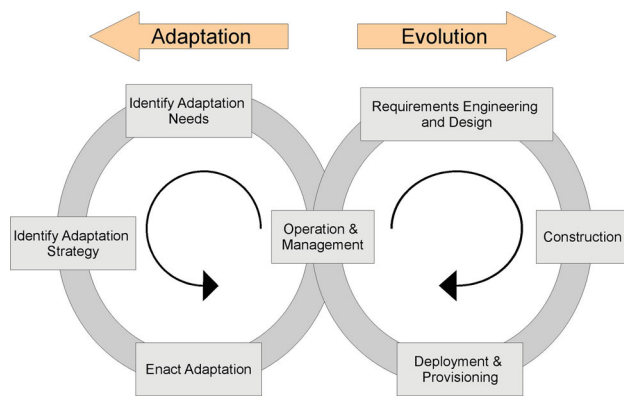 Adaptation
Evolution
Identify Adaptation
Needs
Requirements Engineering
and Design
Identify Adaptation
Strategy
Operation &
Management
Construction
Enact Adaptation
Deployment &
Provisioning